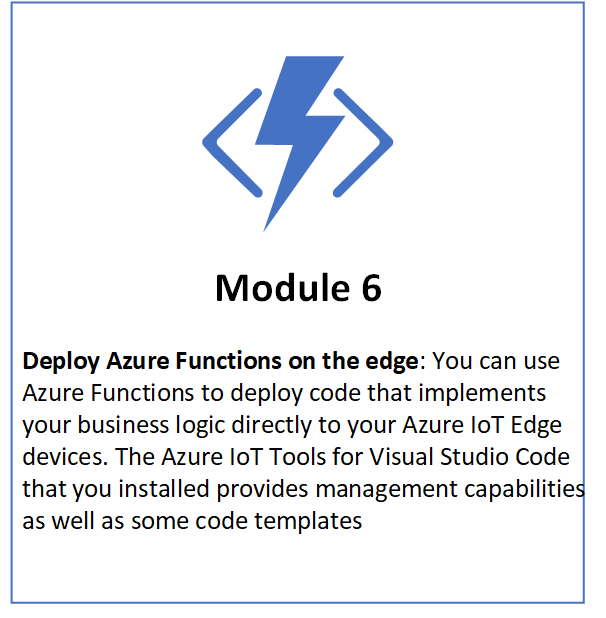 Module 6
Deploy Azure Functions on the edge: You can use
Azure Functions to deploy code that implements
your business logic directly to your Azure IoT Edge
devices. The Azure IoT Tools for Visual Studio Code
that you installed provides management capabilities
as well as some code templates